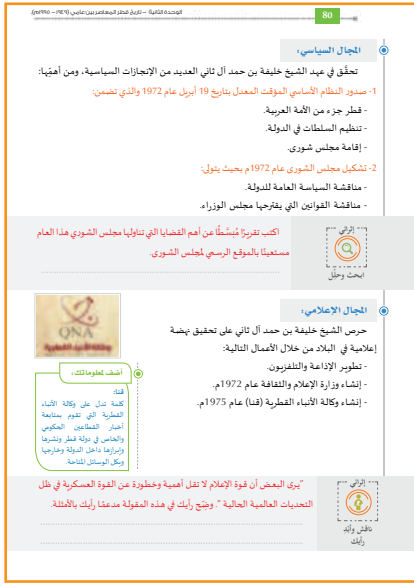 80
الوحدة الثانية – تاريخ قطر المعاصر بين عامي (١٩٤٩ – ١٩٩٥م).
المجال السياسي:
تحقَّق في عهد الشيخ خليفة بن حمد آل ثاني العديد من الإنجازات السياسية، ومن أهمّها:
1- صدور النظام الأساسي المؤقت المعدل بتاريخ 19 أبريل عام 1972 والذي تضمن:
- قطر جزء من الأمة العربية.
- تنظيم السلطات في الدولة.
- إقامة مجلس شورى.
2- تشكيل مجلس الشورى عام 1972م بحيث يتولى:
- مناقشة السياسة العامة للدولة.
- مناقشة القوانين التي يقترحها مجلس الوزراء.
إثرائي
ابحث وحلّل
اكتب تقريرًا مُبسَّطًا عن أهم القضايا التي تناولها مجلس الشوري هذا العام
مستعينًا بالموقع الرسمي لمجلس الشورى.
المجال الإعلامي:
حرص الشيخ خليفة بن حمد آل ثاني على تحقيق نهضة
إعلامية في البلاد من خلال الأعمال التالية:
- تطوير الإذاعة والتلفزيون.
- إنشاء وزارة الإعلام والثقافة عام 1972م.
- إنشاء وكالة الأنباء القطرية (قنا) عام 1975م.
QNA
وكالة الأنباء القطرية
أضف لمعلوماتك:
قنا:
كلمة تدل على وكالة الأنباء
القطرية التي تقوم بمتابعة
أخبار القطاعين الحكومي
والخاص في دولة قطر ونشرها
وإبرازها داخل الدولة وخارجها
وبكل الوسائل المتاحة.
إثرائي
ناقش وأيّد
رأيك
"يرى البعض أن قوة الإعلام لا تقل أهمية وخطورة عن القوة العسكرية في ظل
التحديات العالمية الحالية ". وضّح رأيك في هذه المقولة مدعمًا رأيك بالأمثلة.